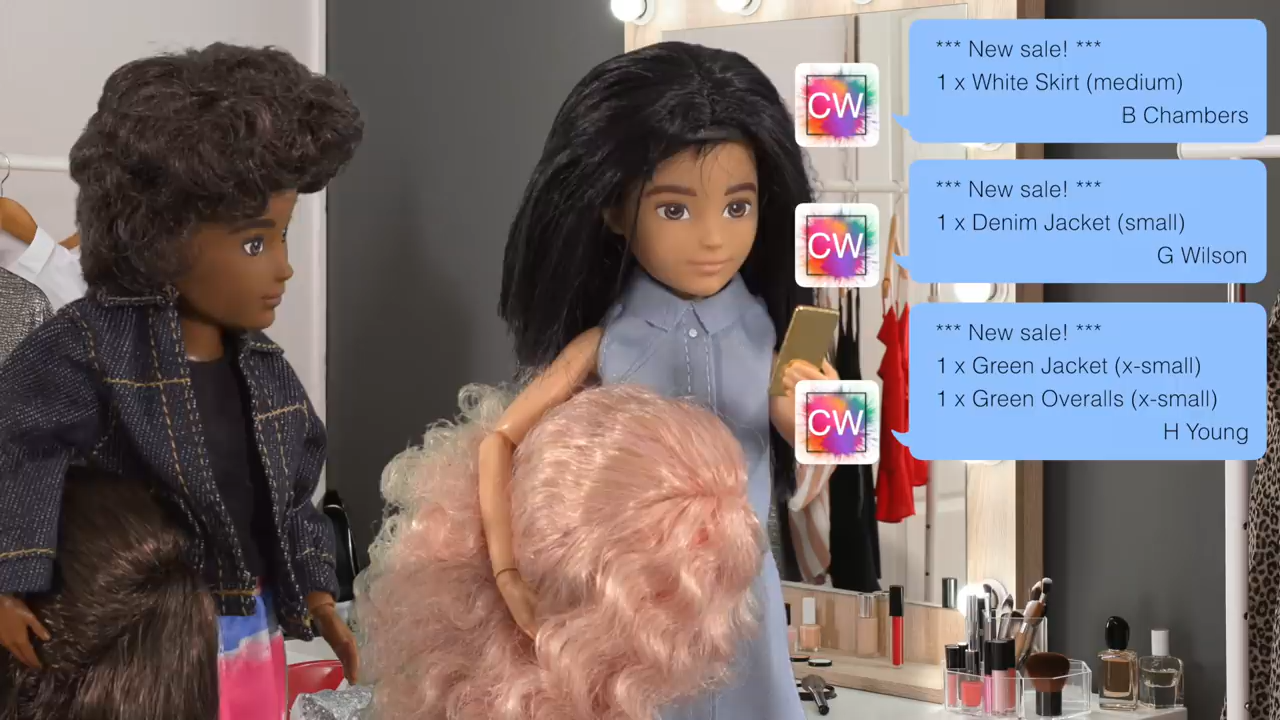 *** New sale! ***
1 x White Skirt (medium)
B Chambers
CW
*** New sale! ***
1 x Denim Jacket (small)
G Wilson
CW
*** New sale! ***
1 x Green Jacket (x-small)
1 x Green Overalls (x-small)
H Young
CW